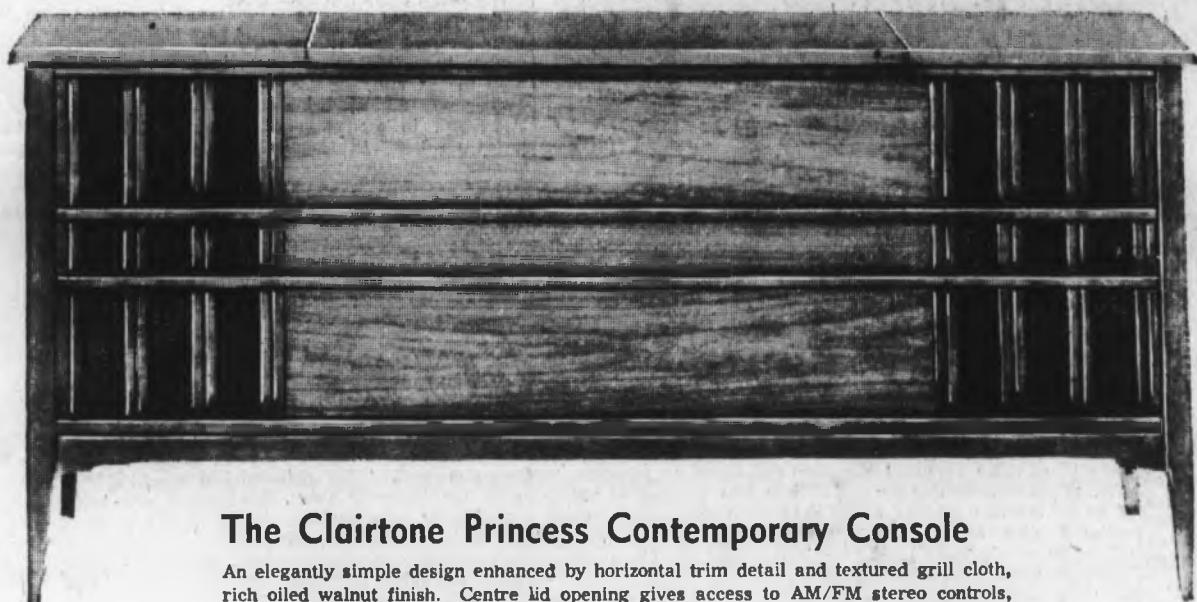 The Clairtone Princess Contemporary Console
An elegantly simple design enhanced by horizontal trim detail and textured grill cloth,
rich oiled walnut finish. Centre lid opening gives access to AM/FM stereo controls,